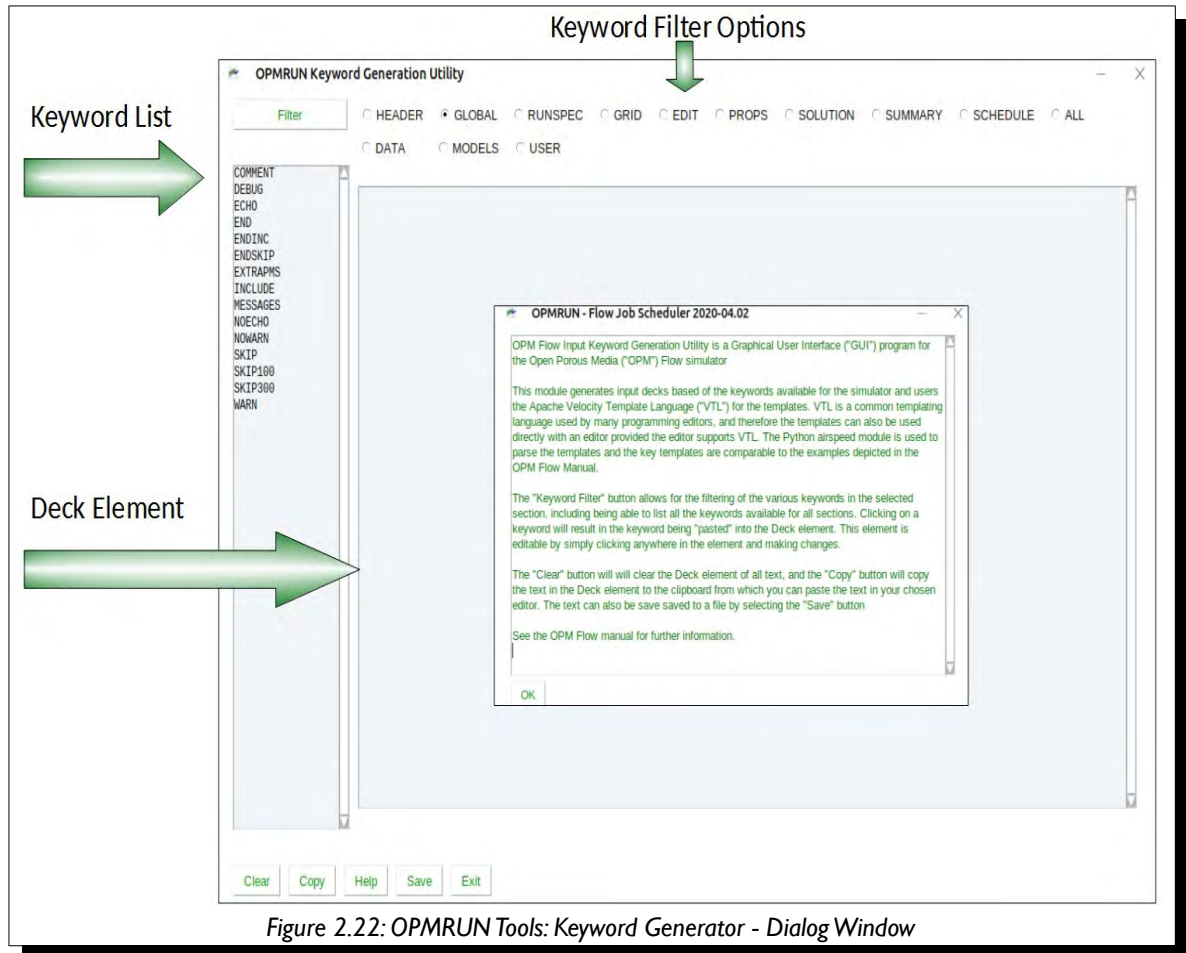 Keyword Filter Options
OPMRUN Keyword Generation Utility
Keyword List
Filter
HEADER GLOBAL RUNSPEC GRID EDIT PROPS SOLUTION SUMMARY SCHEDULE ALL
DATA MODELS USER
COMMENT
DEBUG
ECHO
END
ENDINC
ENDSKIP
EXTRAPMS
INCLUDE
MESSAGES
NOECHO
NOWARN
SKIP
SKIP100
SKIP300
WARN
Deck Element
OPMRUN - Flow Job Scheduler 2020-04.02
OPM Flow Input Keyword Generation Utility is a Graphical User Interface ("GUI") program for
the Open Porous Media ("OPM") Flow simulator
This module generates input decks based of the keywords available for the simulator and users
the Apache Velocity Template Language ("VTL") for the templates. VTL is a common templating
language used by many programming editors, and therefore the templates can also be used
directly with an editor provided the editor supports VTL. The Python airspeed module is used to
parse the templates and the key templates are comparable to the examples depicted in the
OPM Flow Manual.
The "Keyword Filter" button allows for the filtering of the various keywords in the selected
section, including being able to list all the keywords available for all sections. Clicking on a
keyword will result in the keyword being "pasted" into the Deck element. This element is
editable by simply clicking anywhere in the element and making changes.
The "Clear" button will will clear the Deck element of all text, and the "Copy" button will copy
the text in the Deck element to the clipboard from which you can paste the text in your chosen
editor. The text can also be save saved to a file by selecting the "Save" button
See the OPM Flow manual for further information.
OK
Clear Copy Help Save Exit
Figure 2.22: OPMRUN Tools: Keyword Generator - Dialog Window